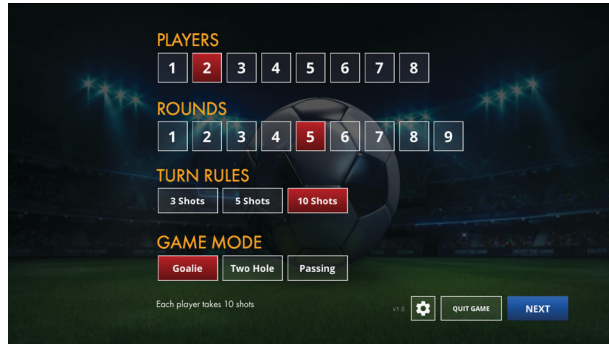 PLAYERS
1 2 3 4 5 6 7 8
ROUNDS
1 2 3 4 5 6 7 8 9
TURN RULES
3 Shots 5 Shots 10 Shots
GAME MODE
Goalie Two Hole Passing
Each player takes 10 shots
QUIT GAME NEXT